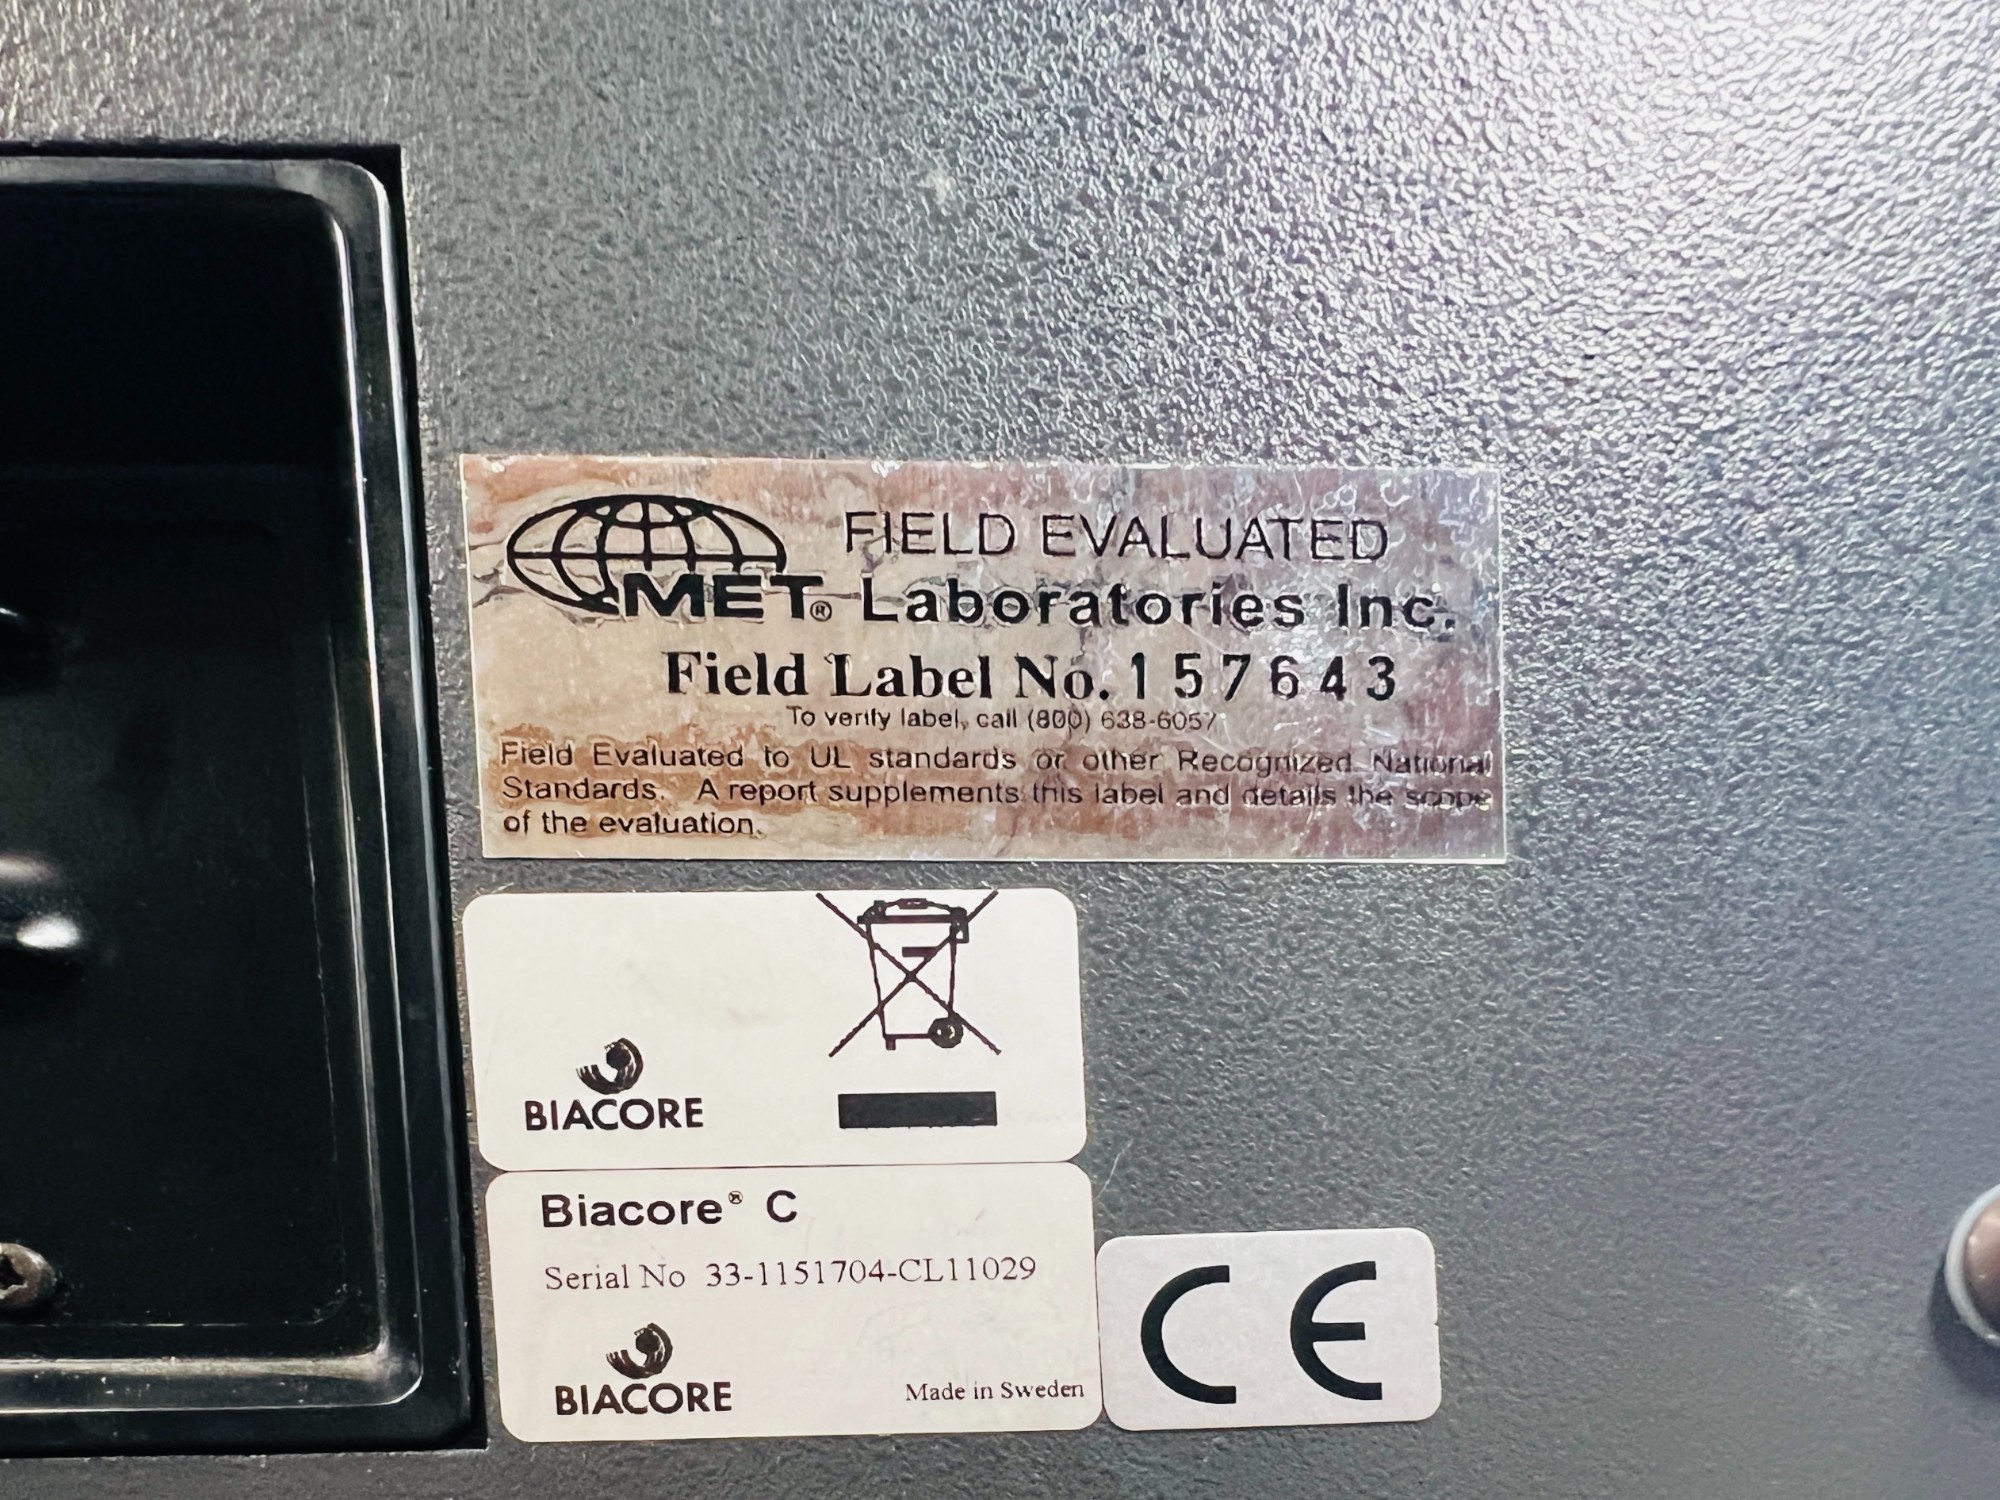 FIELD EVALUATED
MET® Laboratories Inc.
Field Label No. 157643
To verify label, call (800) 638-6057
Field Evaluated to UL standards or other Recognized National
Standards. A report supplements this label and details the scope
of the evaluation.
BIACORE
Biacore® C
Serial No 33-1151704-CL11029
BIACORE
Made in Sweden
CE